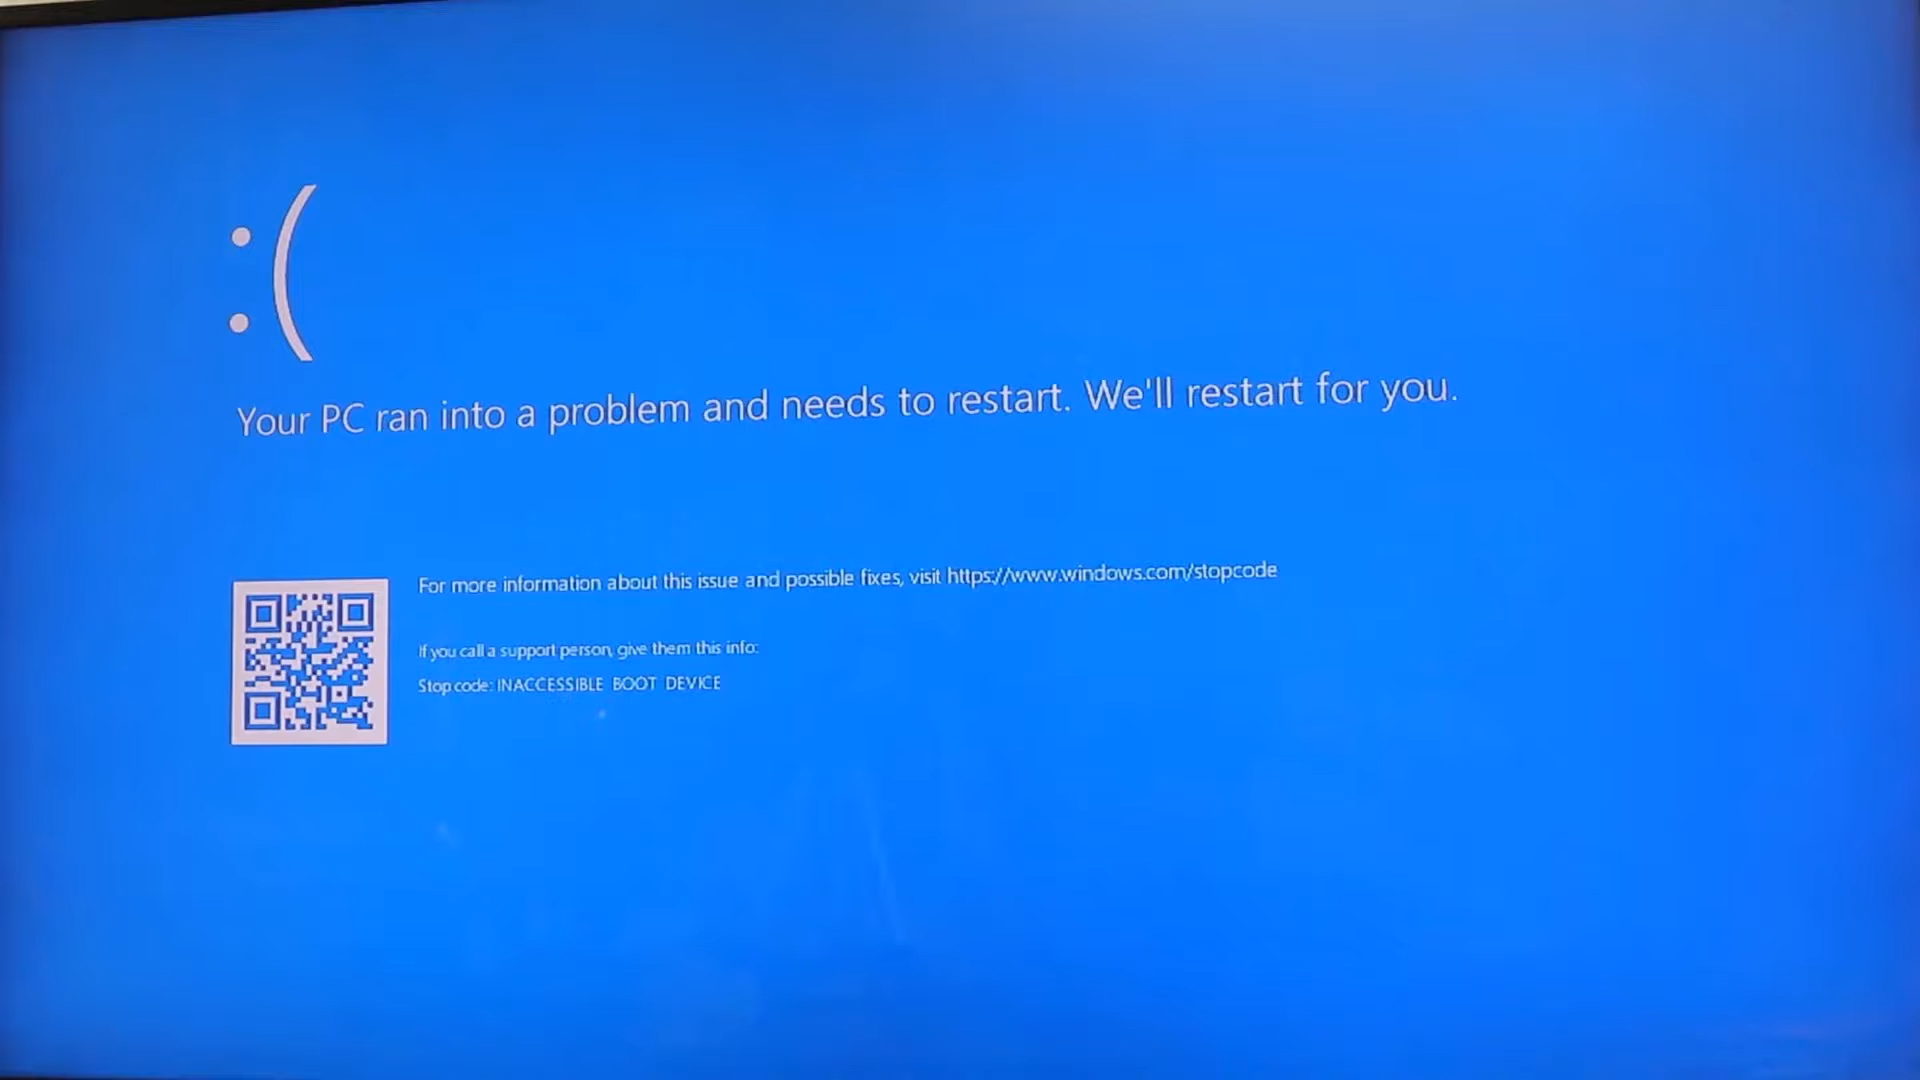 :(
Your PC ran into a problem and needs to restart. We'll restart for you.
For more information about this issue and possible fixes, visit https://www.windows.com/stopcode
If you call a support person, give them this info:
Stop code: INACCESSIBLE BOOT DEVICE